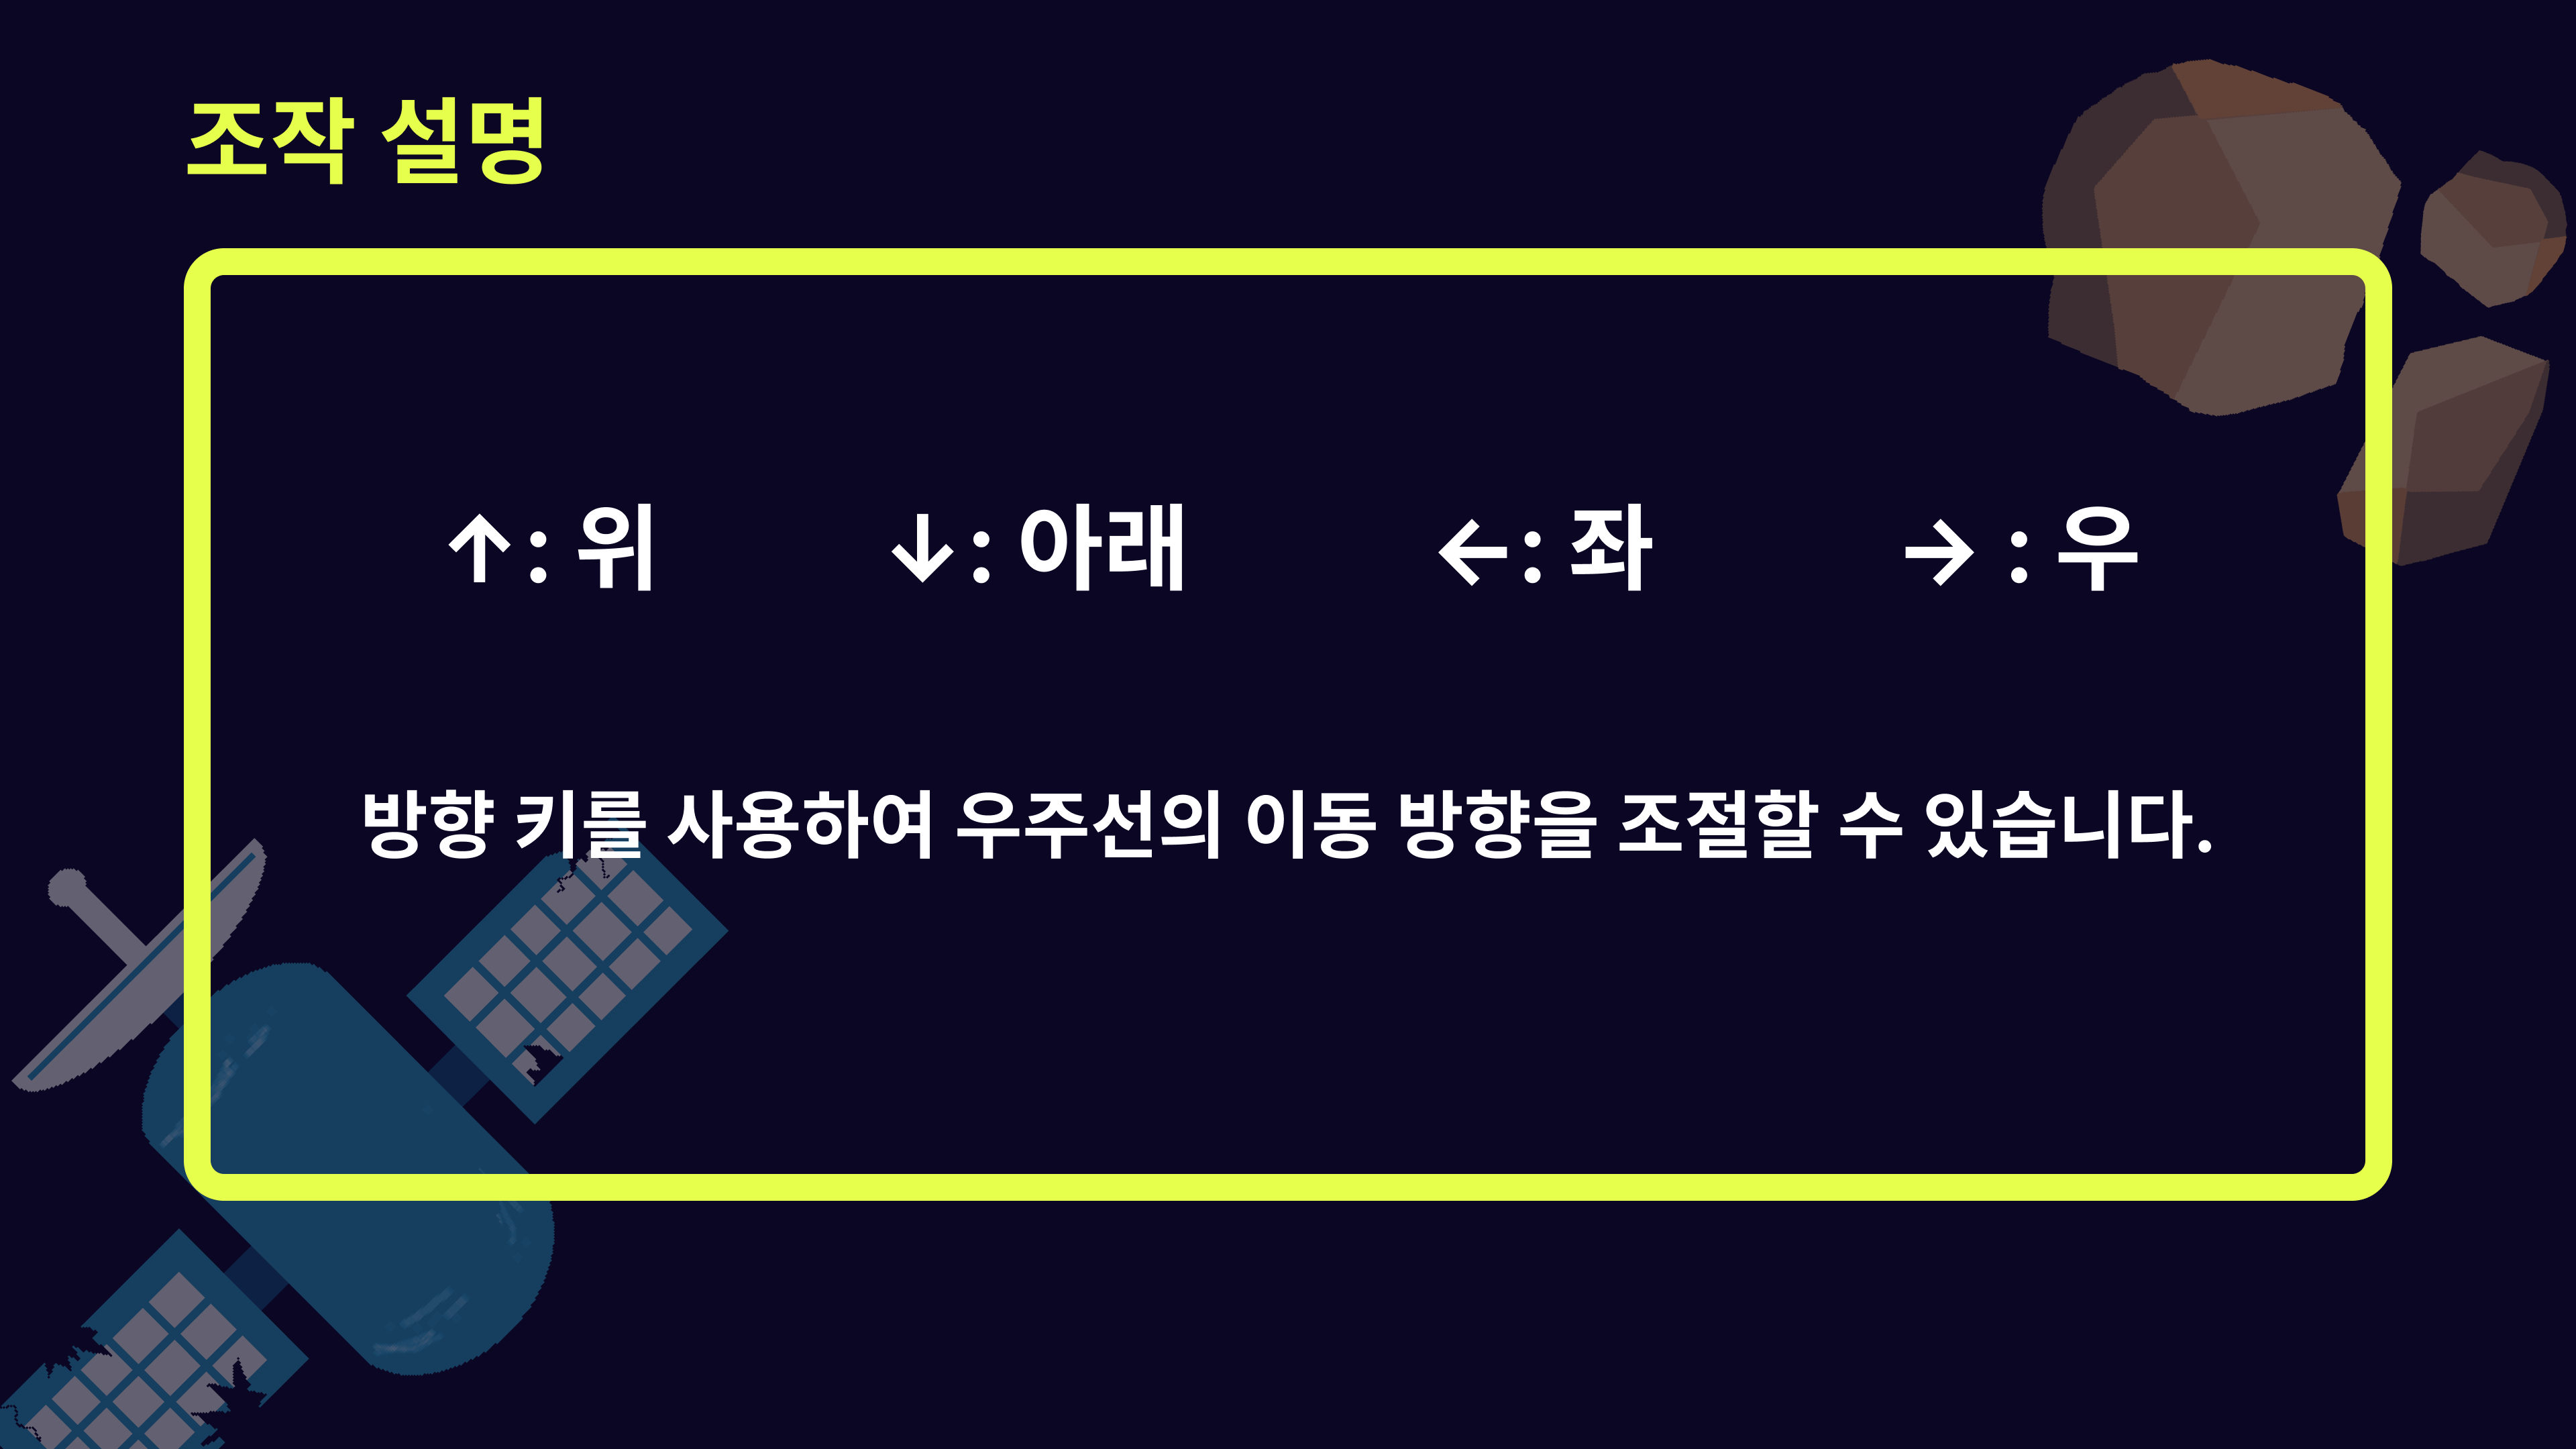 조작 설명
↑: 위 ↓: 아래 ←: 좌 → : 우
방향 키를 사용하여 우주선의 이동 방향을 조절할 수 있습니다.